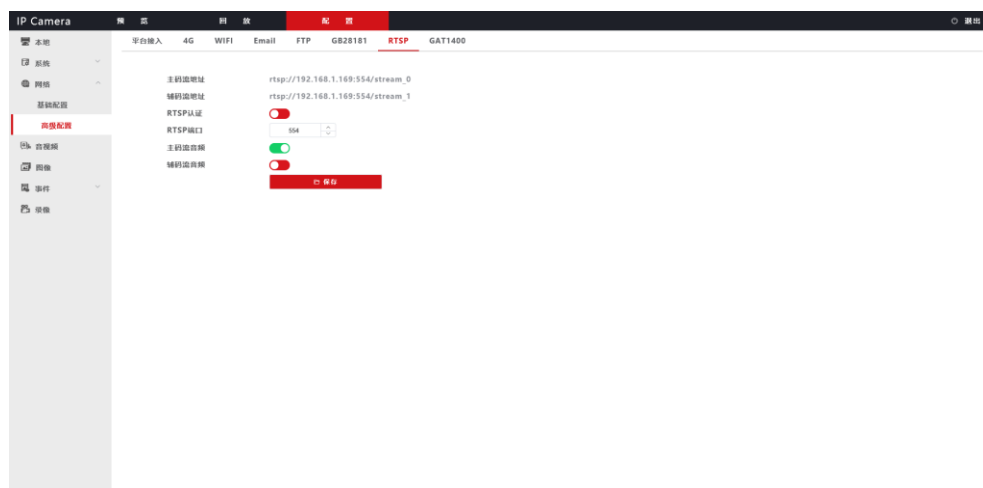 IP Camera 预 览 回 放 配 置 退出
平台接入 4G WIFI Email FTP GB28181 RTSP GAT1400
本地
系统
网络
基础配置
高级配置
音视频
图像
事件
录像
主码流地址 rtsp://192.168.1.169:554/stream_0
辅码流地址 rtsp://192.168.1.169:554/stream_1
RTSP认证
RTSP端口 554
主码流音频
辅码流音频
保存